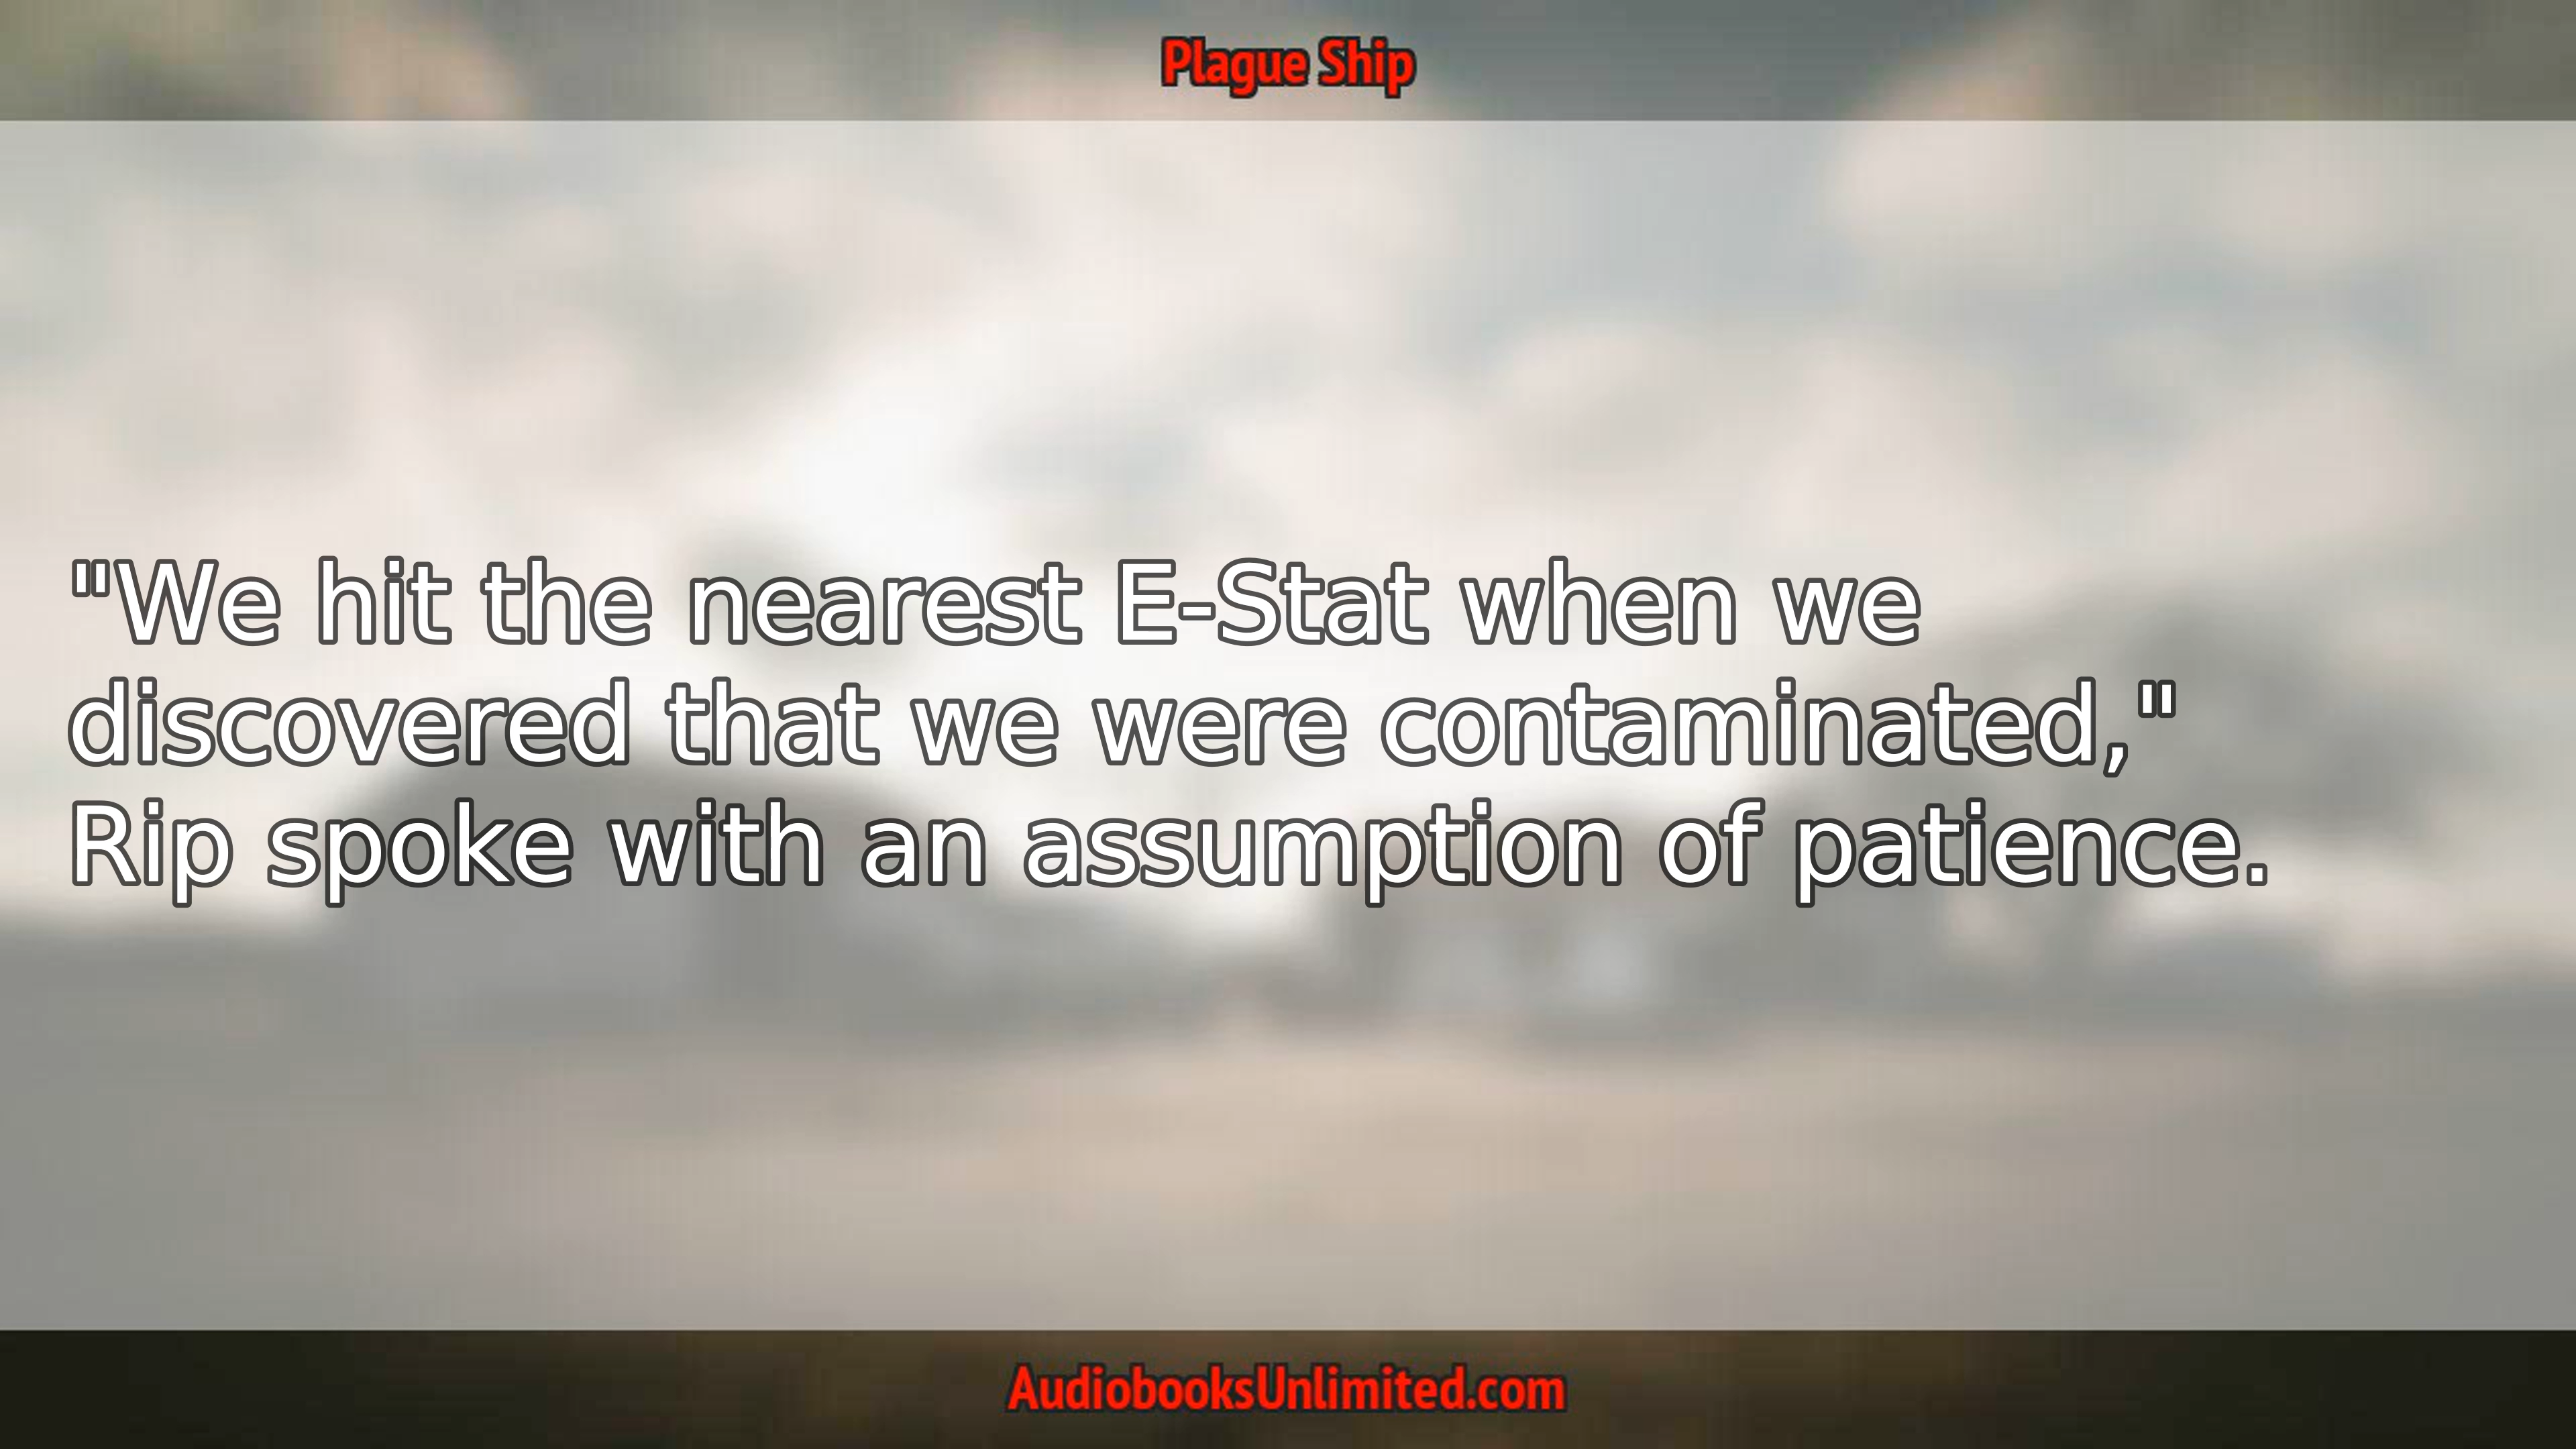 Plague Ship
"We hit the nearest E-Stat when we
discovered that we were contaminated,"
Rip spoke with an assumption of patience.
AudiobooksUnlimited.com